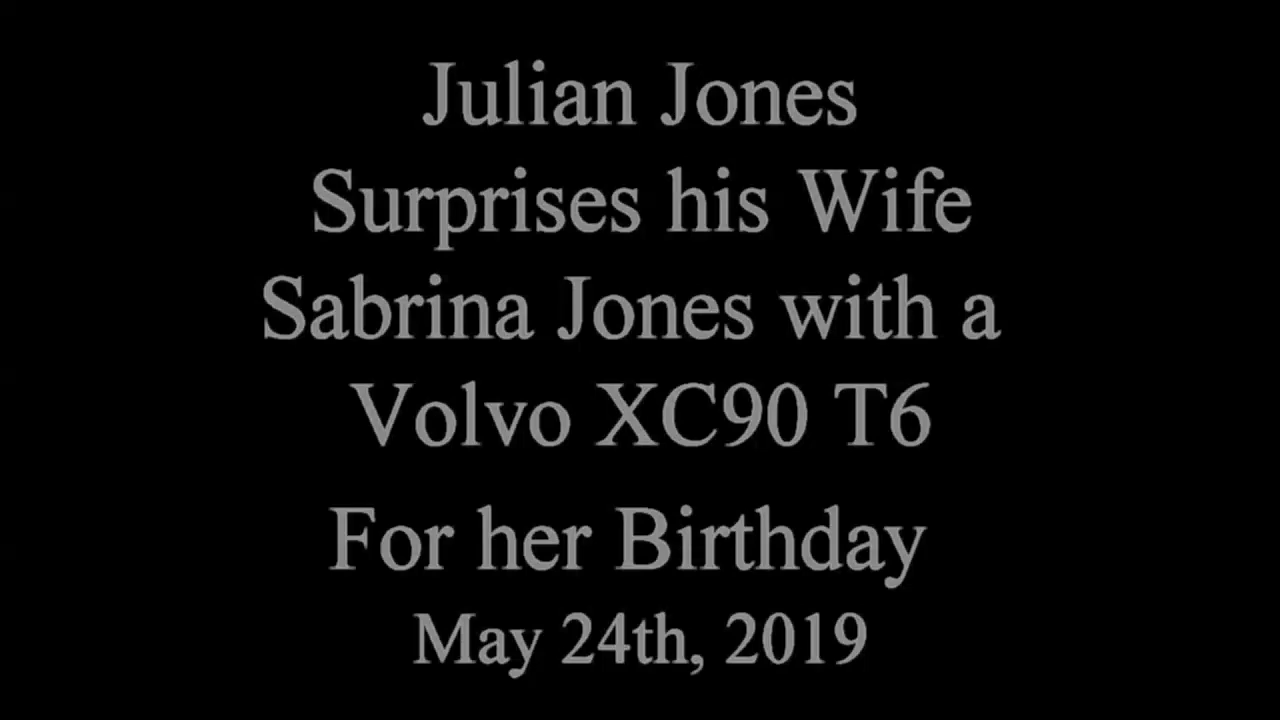 Julian Jones
Surprises his Wife
Sabrina Jones with a
Volvo XC90 T6
For her Birthday
May 24th, 2019